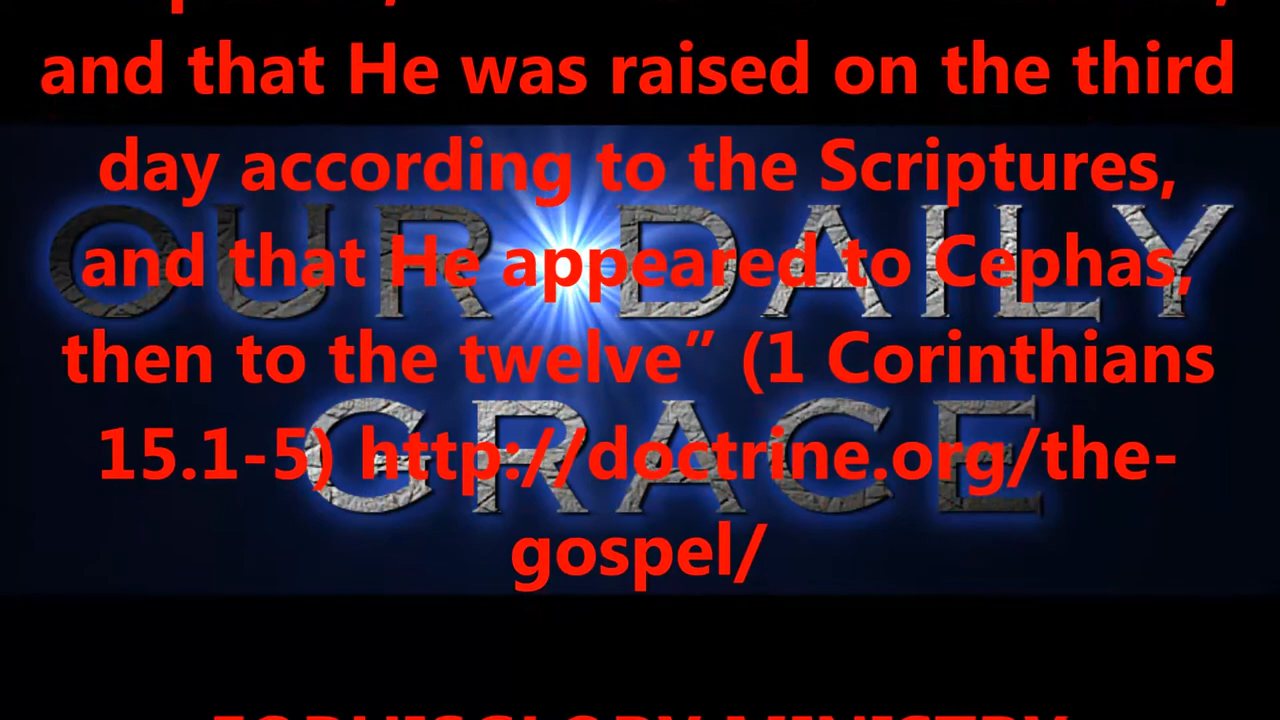 and that He was raised on the third
day according to the Scriptures,
and that He appeared to Cephas,
then to the twelve” (1 Corinthians
15.1-5) http://doctrine.org/the-
gospel/
OUR DAILY
GRACE